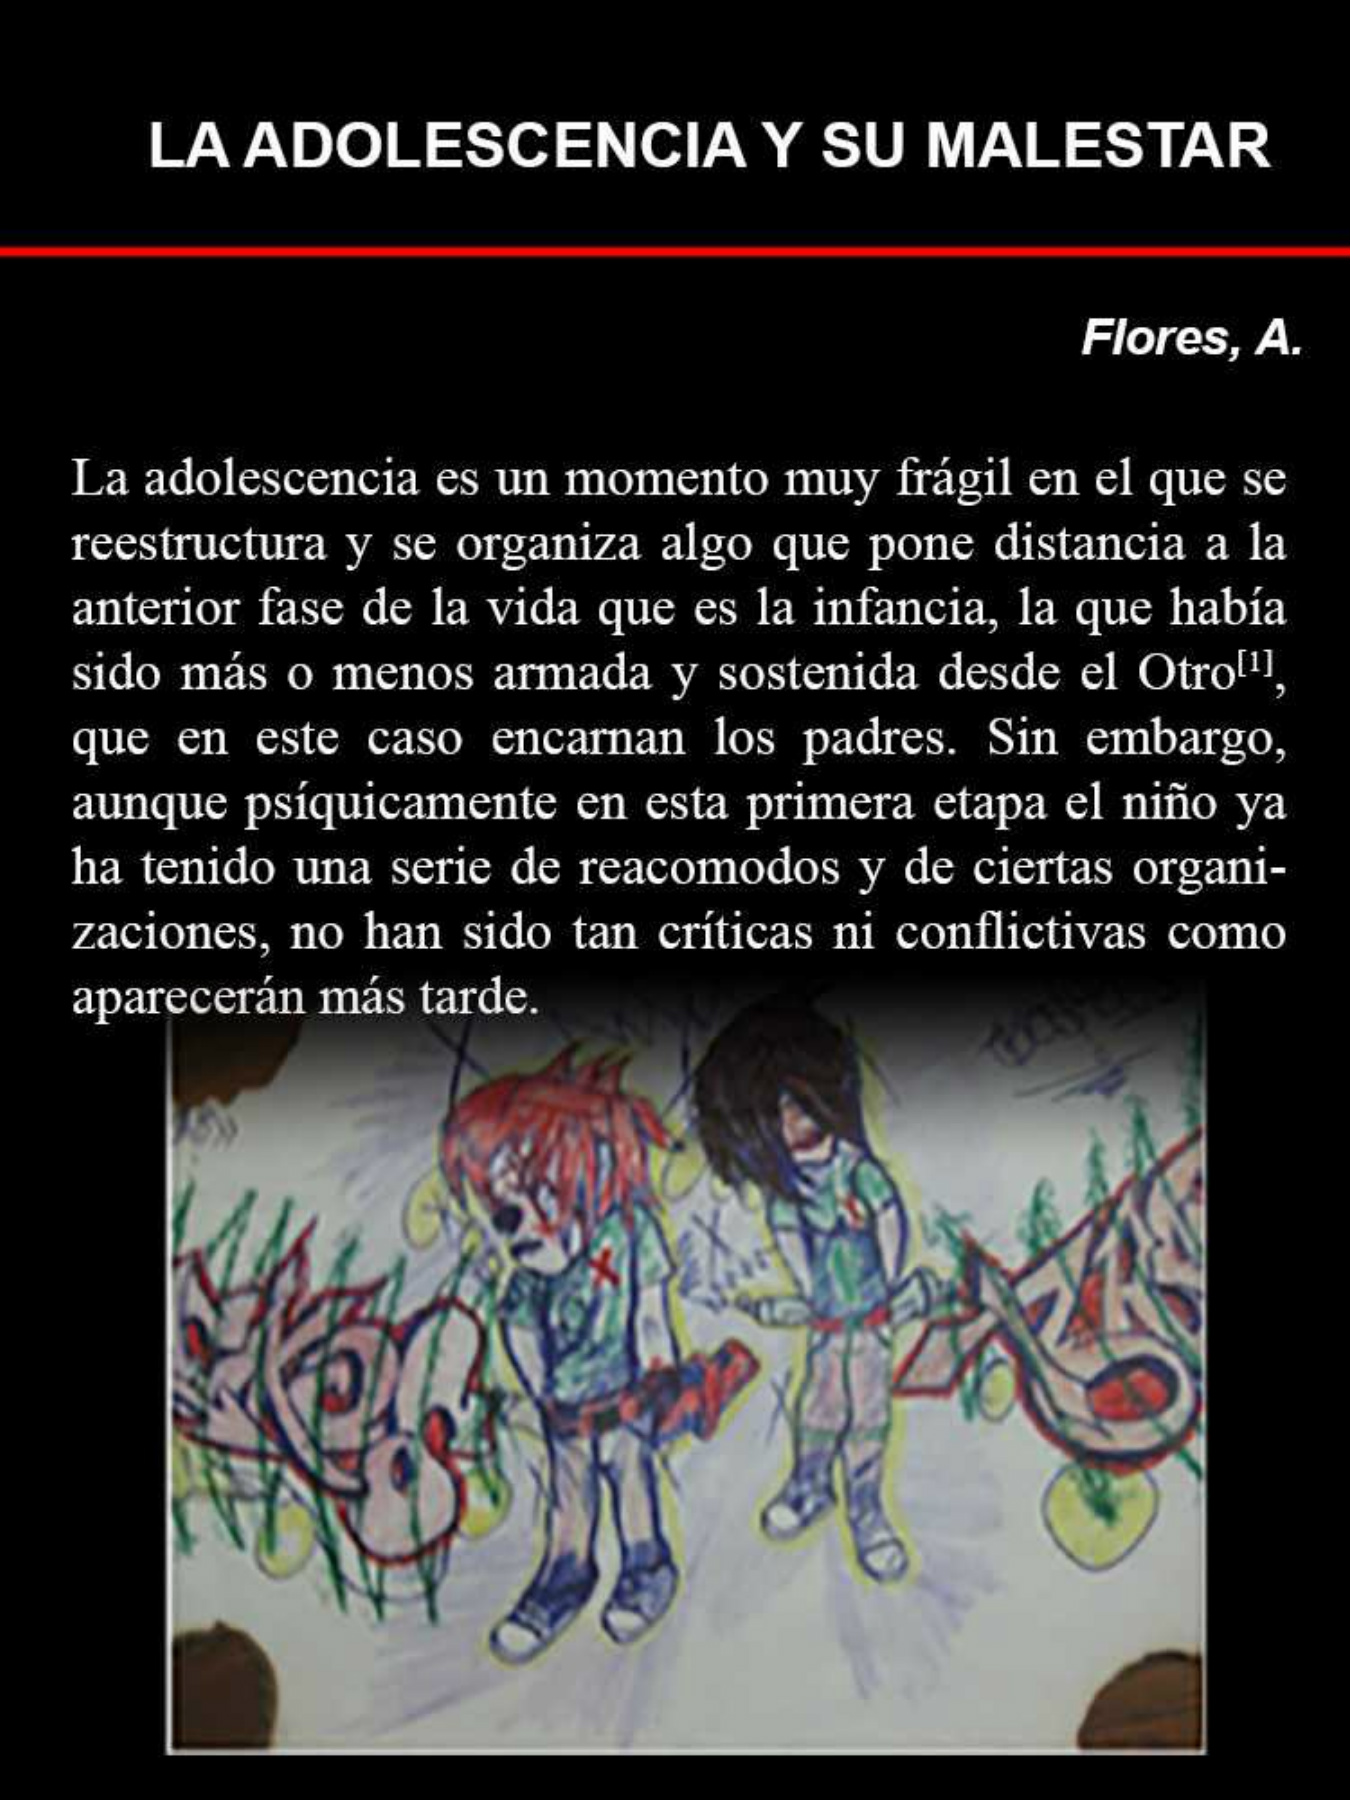 LA ADOLESCENCIA Y SU MALESTAR
Flores, A.
La adolescencia es un momento muy frágil en el que se
reestructura y se organiza algo que pone distancia a la
anterior fase de la vida que es la infancia, la que había
sido más o menos armada y sostenida desde el Otro[1],
que en este caso encarnan los padres. Sin embargo,
aunque psíquicamente en esta primera etapa el niño ya
ha tenido una serie de reacomodos y de ciertas organi-
zaciones, no han sido tan críticas ni conflictivas como
aparecerán más tarde.